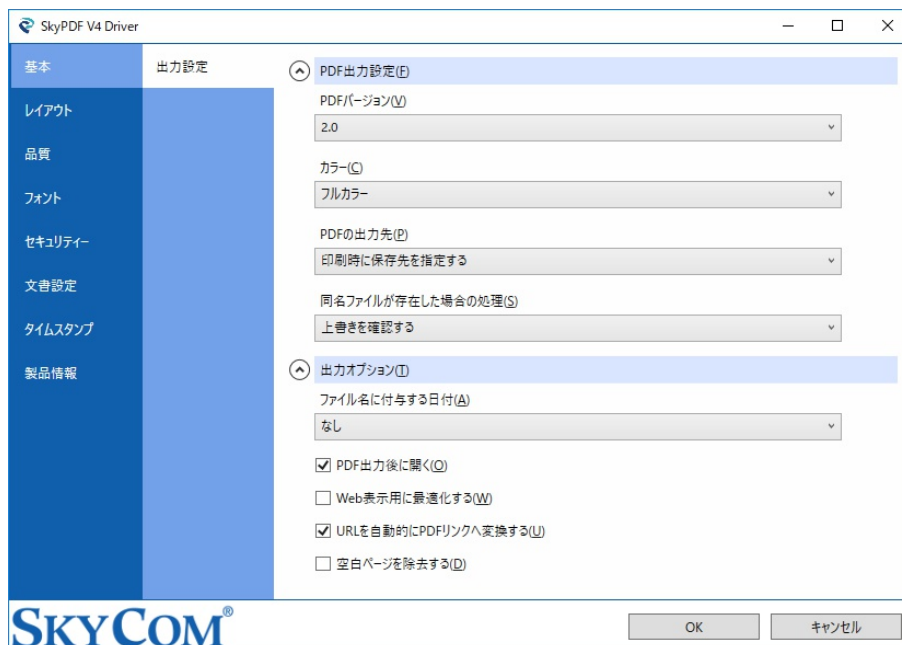 SkyPDF V4 Driver
基本
レイアウト
品質
フォント
セキュリティー
文書設定
タイムスタンプ
製品情報
出力設定
PDF出力設定(F)
PDFバージョン(V)
2.0
カラー(C)
フルカラー
PDFの出力先(P)
印刷時に保存先を指定する
同名ファイルが存在した場合の処理(S)
上書きを確認する
出力オプション(T)
ファイル名に付与する日付(A)
なし
PDF出力後に開く(O)
Web表示用に最適化する(W)
URLを自動的にPDFリンクへ変換する(U)
空白ページを除去する(D)
SKYCOM®
OK
キャンセル